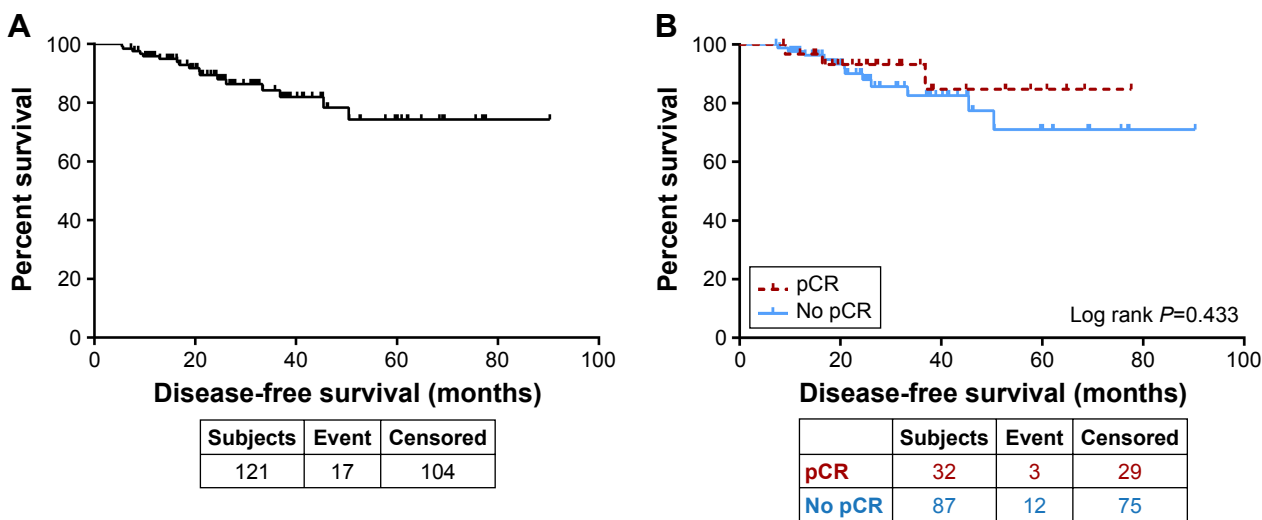 A
Percent survival
100
80
60
40
20
0
0 20 40 60 80 100
Disease-free survival (months)
Subjects Event Censored
121 17 104
B
Percent survival
100
80
60
40
20
0
pCR
No pCR
Log rank P=0.433
0 20 40 60 80 100
Disease-free survival (months)
Subjects Event Censored
pCR 32 3 29
No pCR 87 12 75